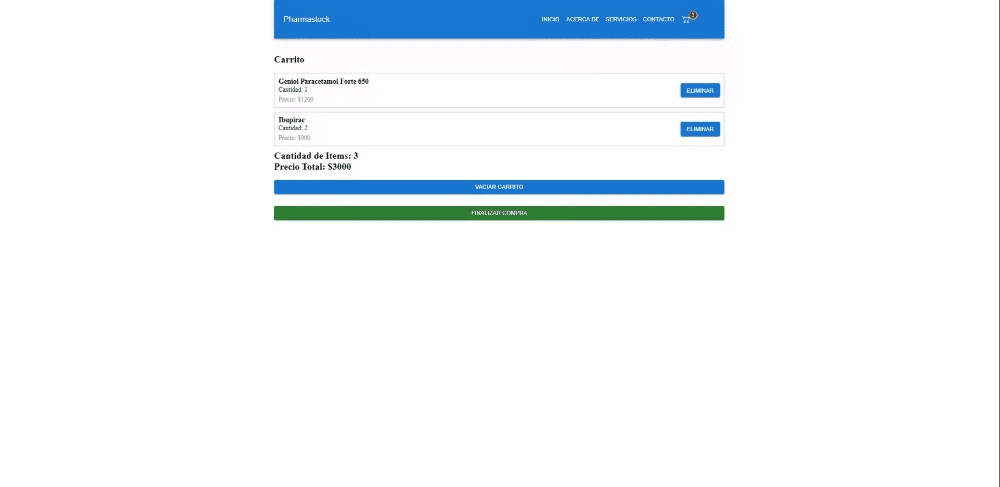 Pharmastock
INICIO ACERCA DE SERVICIOS CONTACTO 3
Carrito
Geniol Paracetamol Forte 650
Cantidad: 1
Precio: $1200
ELIMINAR
Ibupirac
Cantidad: 2
Precio: $900
ELIMINAR
Cantidad de Items: 3
Precio Total: $3000
VACIAR CARRITO
FINALIZAR COMPRA